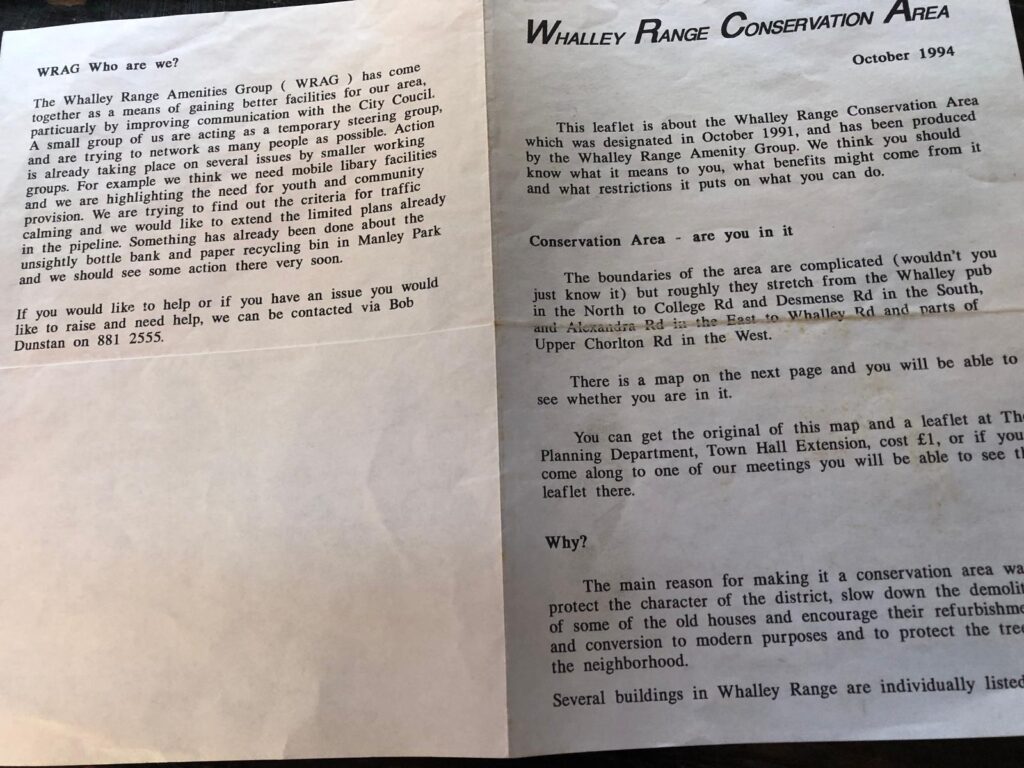 WRAG Who are we?
The Whalley Range Amenities Group ( WRAG ) has come
together as a means of gaining better facilities for our area,
particuarly by improving communication with the City Coucil.
A small group of us are acting as a temporary steering group,
and are trying to network as many people as possible. Action
is already taking place on several issues by smaller working
groups. For example we think we need mobile libary facilities
and we are highlighting the need for youth and community
provision. We are trying to find out the criteria for traffic
calming and we would like to extend the limited plans already
in the pipeline. Something has already been done about the
unsightly bottle bank and paper recycling bin in Manley Park
and we should see some action there very soon.
If you would like to help or if you have an issue you would
like to raise and need help, we can be contacted via Bob
Dunstan on 881 2555.
WHALLEY RANGE CONSERVATION AREA
October 1994
This leaflet is about the Whalley Range Conservation Area
which was designated in October 1991, and has been produced
by the Whalley Range Amenity Group. We think you should
know what it means to you, what benefits might come from it
and what restrictions it puts on what you can do.
Conservation Area - are you in it
The boundaries of the area are complicated (wouldn't you
just know it) but roughly they stretch from the Whalley pub
in the North to College Rd and Desmense Rd in the South,
and Alexandra Rd in the East to Whalley Rd and parts of
Upper Chorlton Rd in the West.
There is a map on the next page and you will be able to
see whether you are in it.
You can get the original of this map and a leaflet at
Planning Department, Town Hall Extension, cost £1, or if you
come along to one of our meetings you will be able to see
leaflet there.
Why?
The main reason for making it a conservation area
protect the character of the district, slow down the
of some of the old houses and encourage their
and conversion to modern purposes and to protect the
the neighborhood.
Several buildings in Whalley Range are individually listed